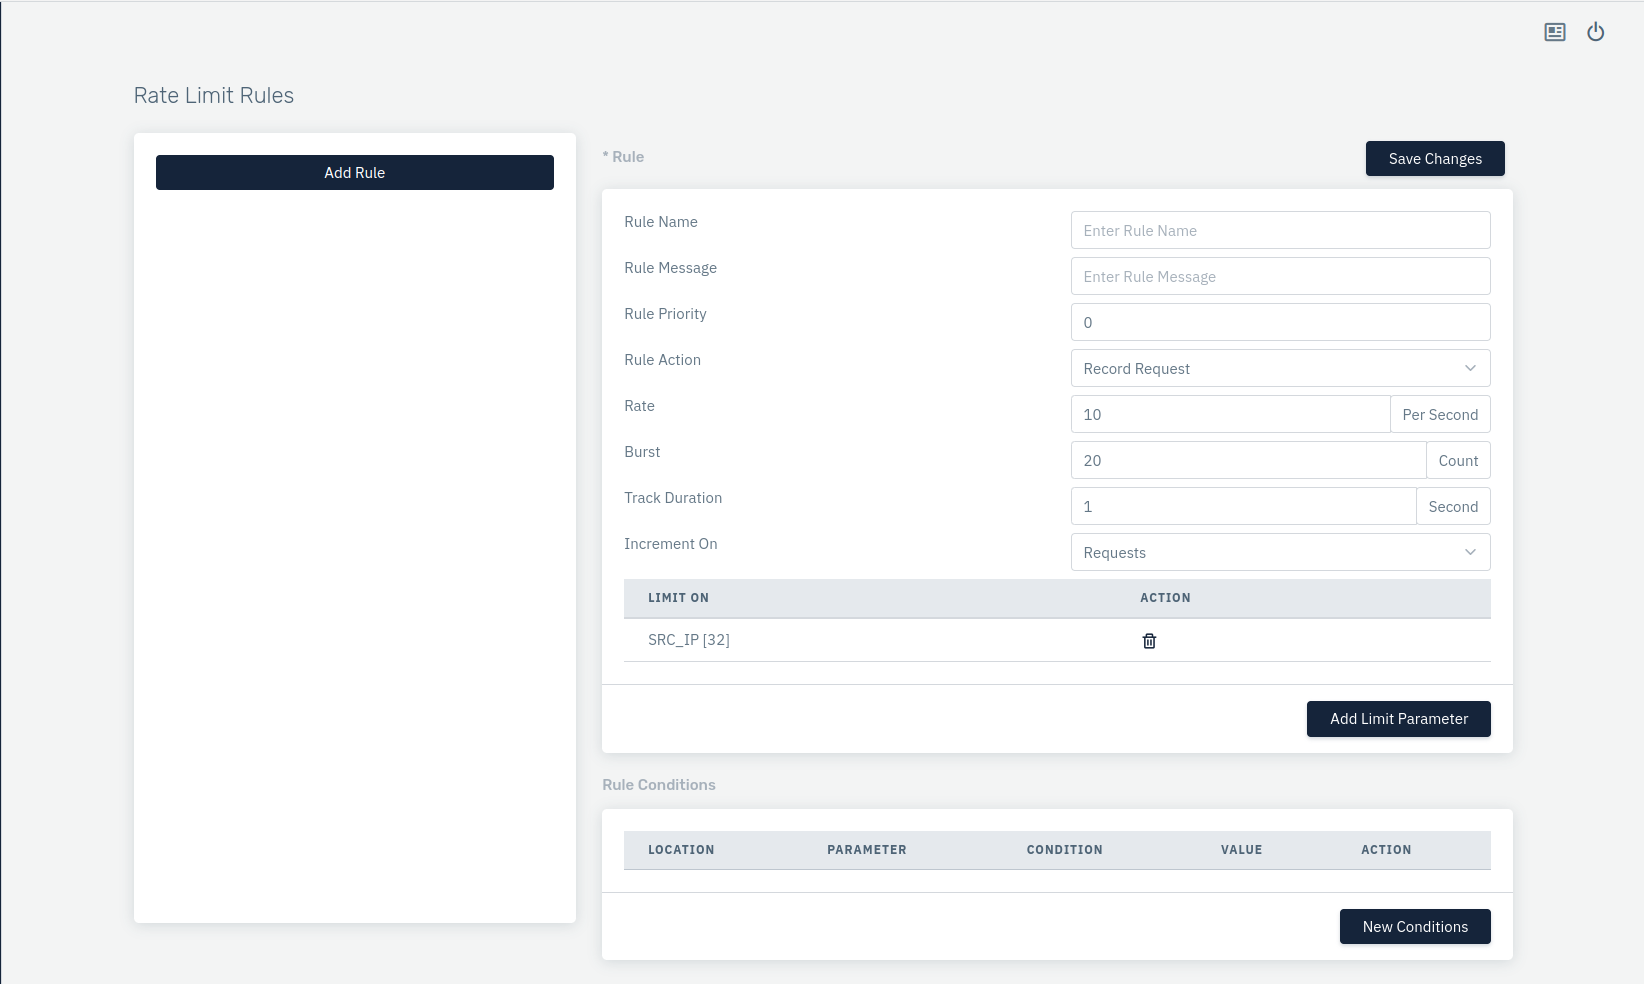 Rate Limit Rules
Add Rule
* Rule
Save Changes
Rule Name
Enter Rule Name
Rule Message
Enter Rule Message
Rule Priority
0
Rule Action
Record Request
Rate
10
Per Second
Burst
20
Count
Track Duration
1
Second
Increment On
Requests
LIMIT ON ACTION
SRC_IP [32]
Add Limit Parameter
Rule Conditions
LOCATION PARAMETER CONDITION VALUE ACTION
New Conditions